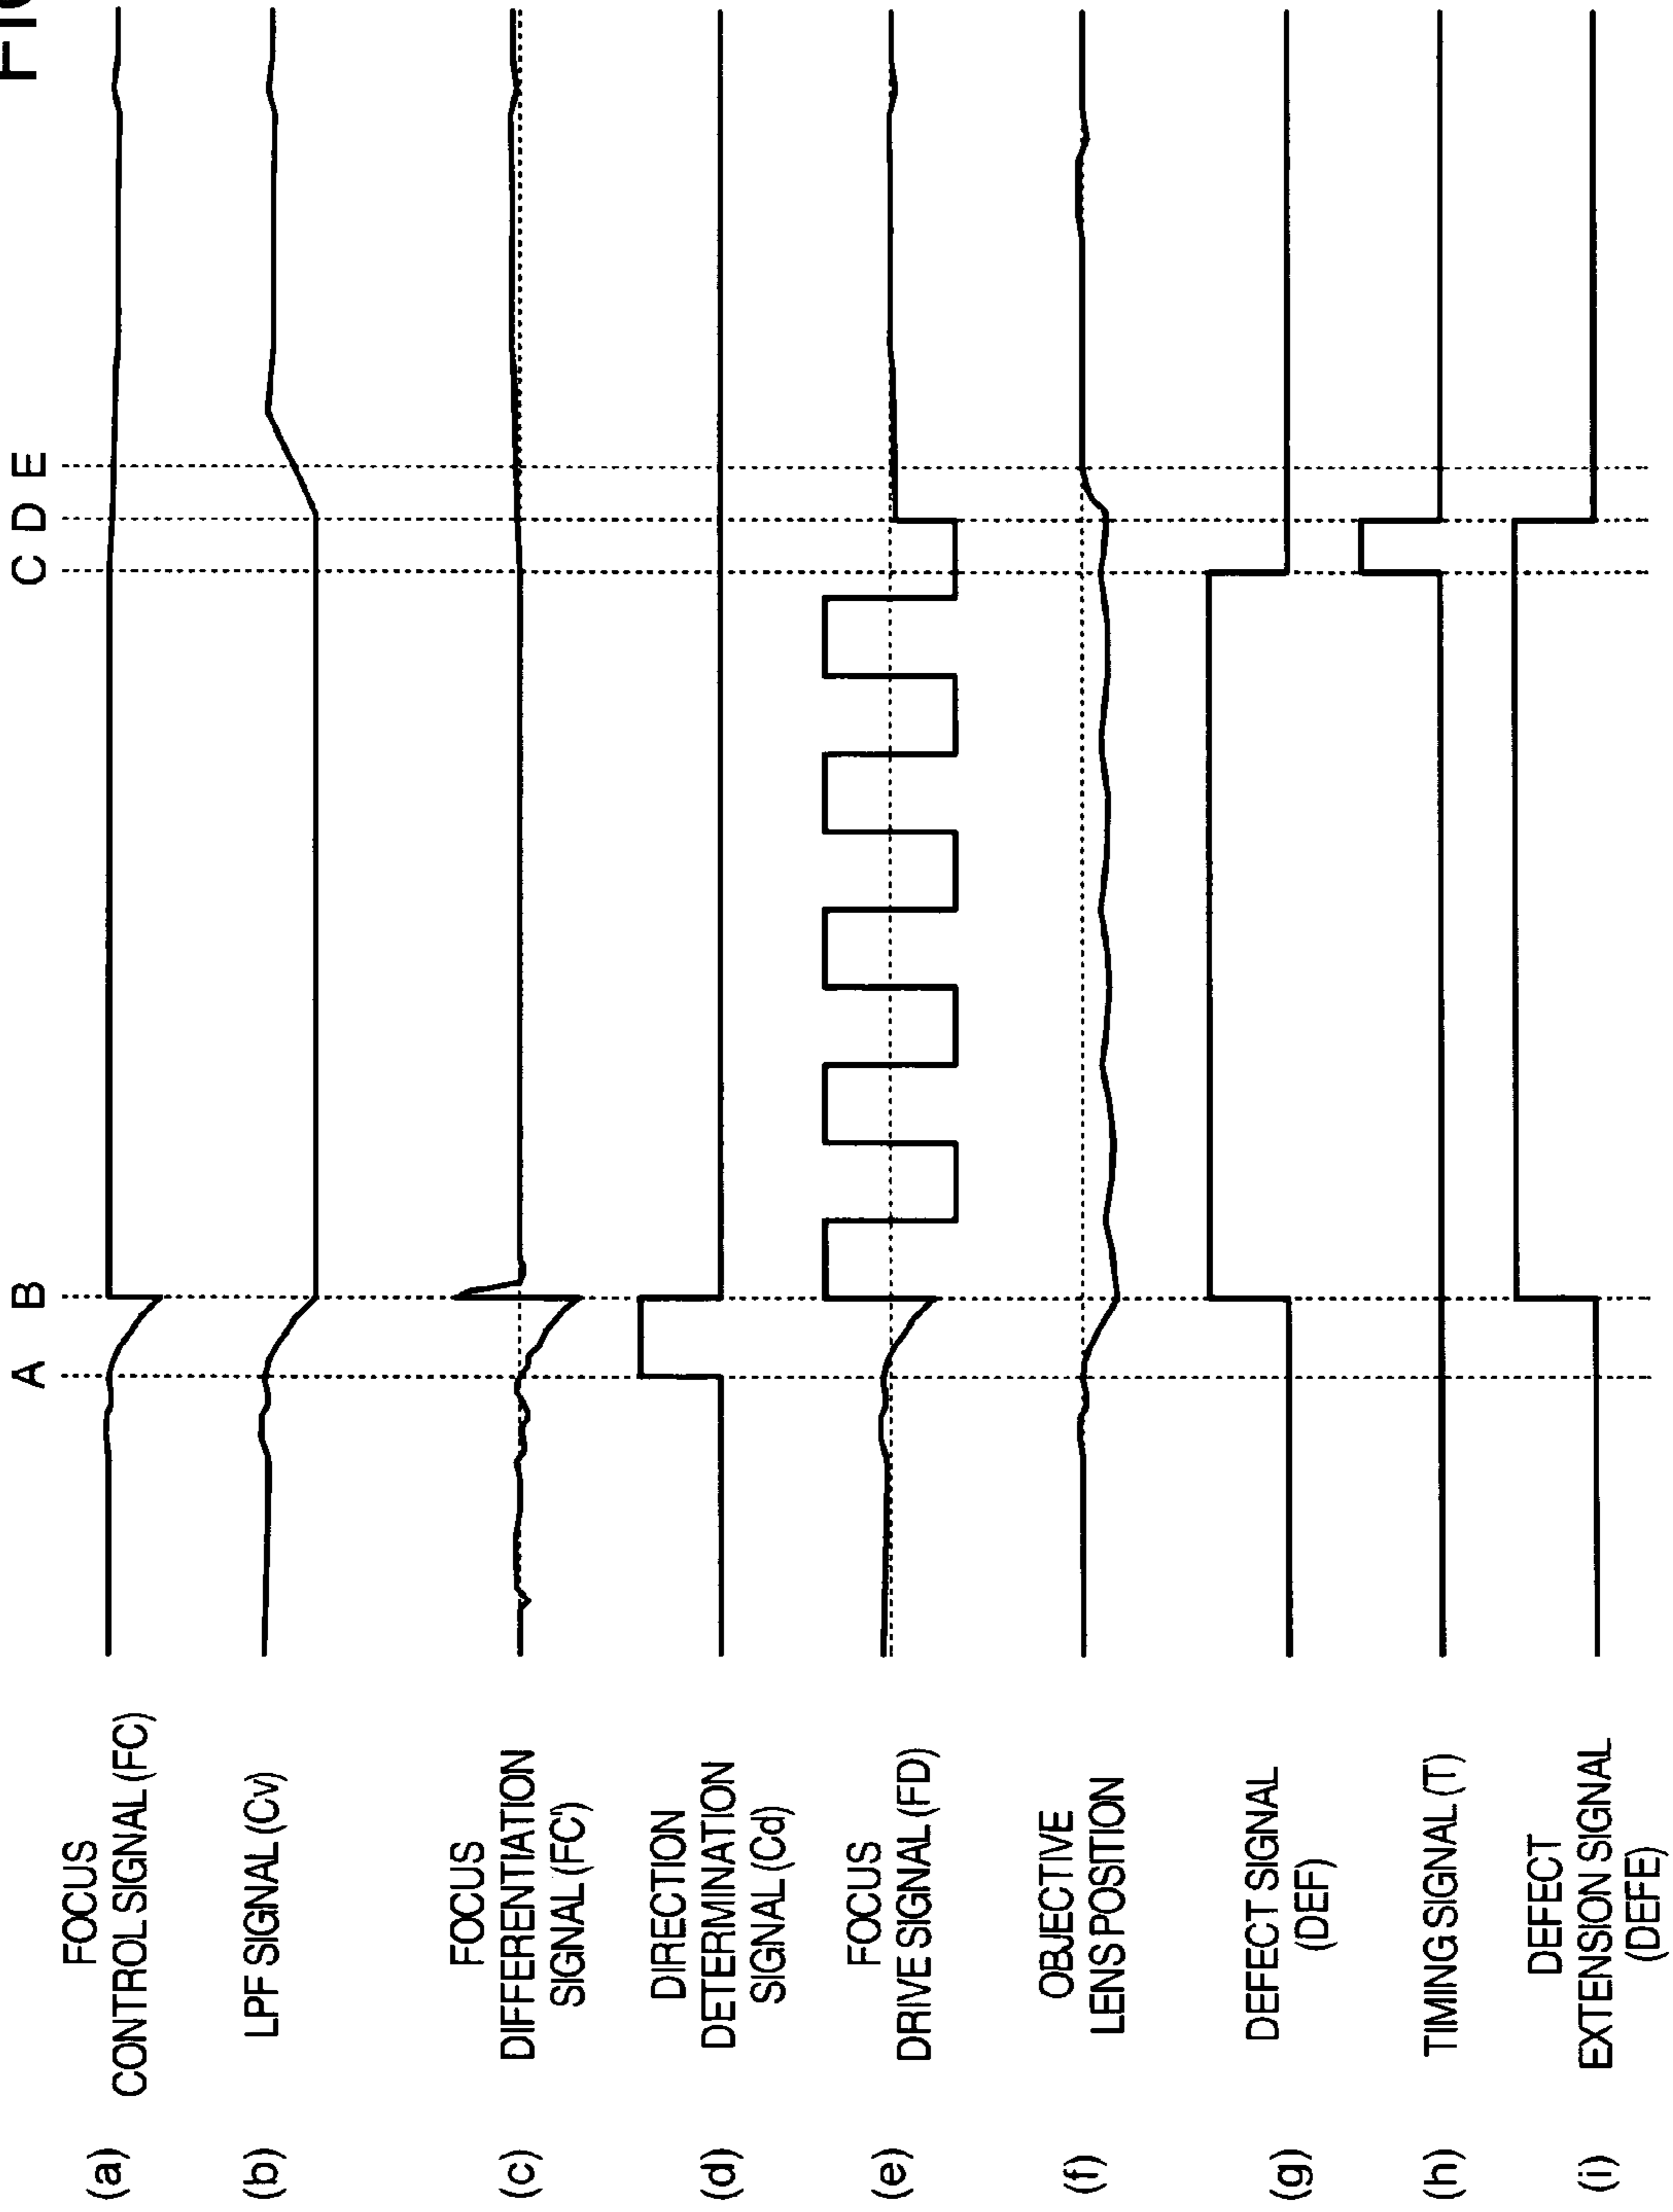 A B C D E
(a) FOCUS
CONTROL SIGNAL (FC)
(b) LPF SIGNAL (Cv)
(c) FOCUS
DIFFERENTIATION
SIGNAL (FC')
(d) DIRECTION
DETERMINATION
SIGNAL (Cd)
(e) FOCUS
DRIVE SIGNAL (FD)
(f) OBJECTIVE
LENS POSITION
(g) DEFECT SIGNAL
(DEF)
(h) TIMING SIGNAL (T)
(i) DEFECT
EXTENSION SIGNAL
(DEFE)